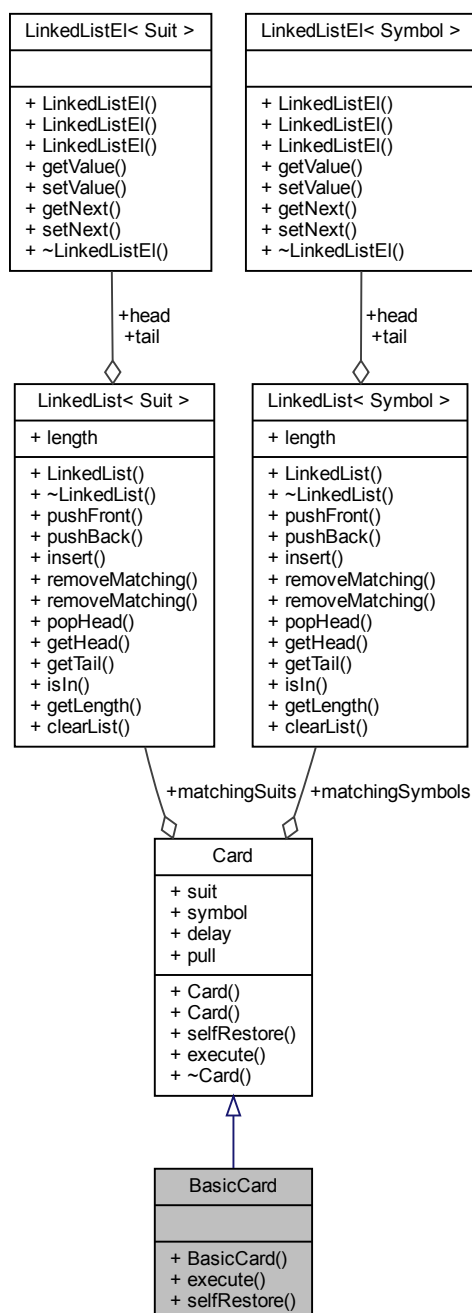 LinkedListEl< Suit >
+ LinkedListEl()
+ LinkedListEl()
+ LinkedListEl()
+ getValue()
+ setValue()
+ getNext()
+ setNext()
+ ~LinkedListEl()
LinkedListEl< Symbol >
+ LinkedListEl()
+ LinkedListEl()
+ LinkedListEl()
+ getValue()
+ setValue()
+ getNext()
+ setNext()
+ ~LinkedListEl()
+head
+tail
+head
+tail
LinkedList< Suit >
+ length
+ LinkedList()
+ ~LinkedList()
+ pushFront()
+ pushBack()
+ insert()
+ removeMatching()
+ removeMatching()
+ popHead()
+ getHead()
+ getTail()
+ isIn()
+ getLength()
+ clearList()
LinkedList< Symbol >
+ length
+ LinkedList()
+ ~LinkedList()
+ pushFront()
+ pushBack()
+ insert()
+ removeMatching()
+ removeMatching()
+ popHead()
+ getHead()
+ getTail()
+ isIn()
+ getLength()
+ clearList()
+matchingSuits
+matchingSymbols
Card
+ suit
+ symbol
+ delay
+ pull
+ Card()
+ Card()
+ selfRestore()
+ execute()
+ ~Card()
BasicCard
+ BasicCard()
+ execute()
+ selfRestore()